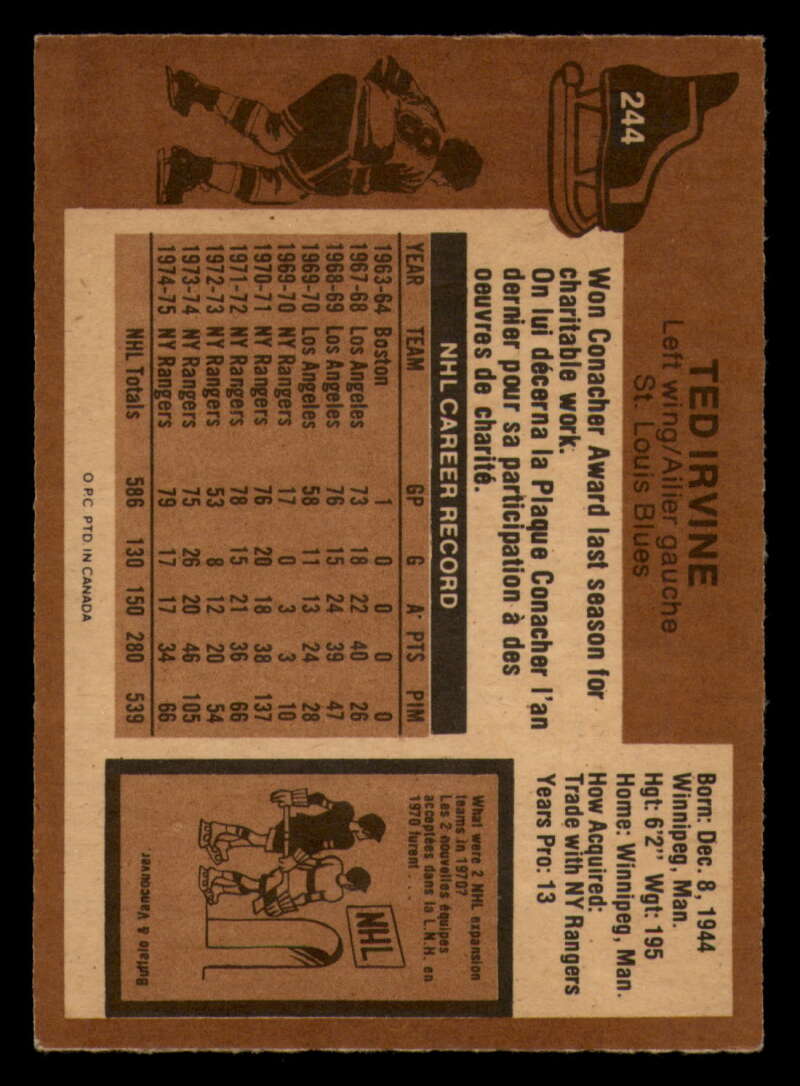 244
8
TED IRVINE
Left wing/Ailier gauche
St. Louis Blues
Won Conacher Award last season for
charitable work.
On lui décerna la Plaque Conacher l'an
dernier pour sa participation à des
oeuvres de charité.
NHL CAREER RECORD
YEAR TEAM GP G A PTS PIM
1963-64 Boston 1 0 0 0 0
1967-68 Los Angeles 73 18 22 40 26
1968-69 Los Angeles 76 15 24 39 47
1969-70 Los Angeles 58 11 13 24 28
1969-70 NY Rangers 17 0 3 3 10
1970-71 NY Rangers 76 20 18 38 137
1971-72 NY Rangers 78 15 21 36 66
1972-73 NY Rangers 53 8 12 20 54
1973-74 NY Rangers 75 26 20 46 105
1974-75 NY Rangers 79 17 17 34 66
NHL Totals 586 130 150 280 539
O.P.C. PTD. IN CANADA
Born: Dec. 8, 1944
Winnipeg, Man.
Hgt: 6'2" Wgt: 195
Home: Winnipeg, Man.
How Acquired:
Trade with NY Rangers
Years Pro: 13
What were 2 NHL expansion
teams in 1970?
Les 2 nouvelles équipes
acceptées dans la L.N.H. en
1970 furent . . .
NHL
Buffalo & Vancouver